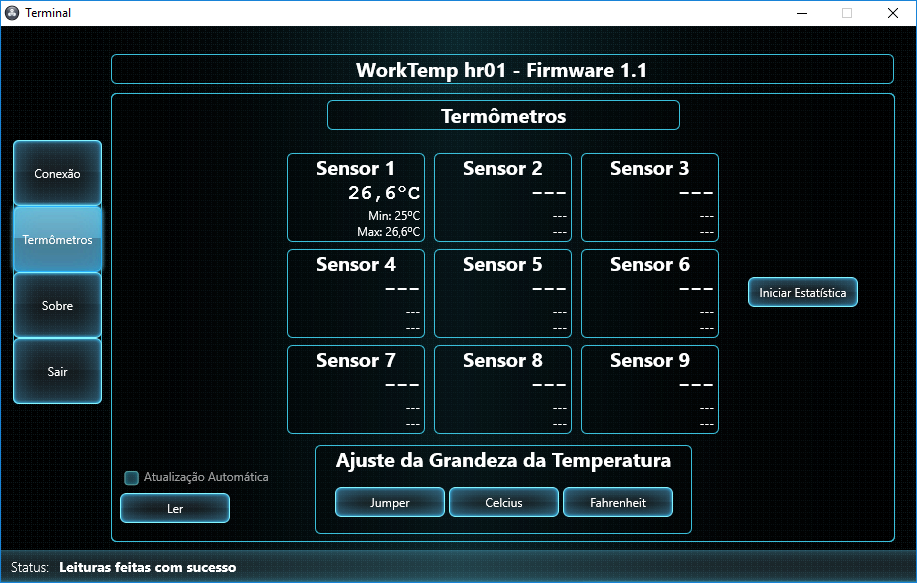 Terminal
WorkTemp hr01 - Firmware 1.1
Termômetros
Conexão
Termômetros
Sobre
Sair
Sensor 1
26,6ºC
Min: 25ºC
Max: 26,6ºC
Sensor 2
---
---
---
Sensor 3
---
---
---
Sensor 4
---
---
---
Sensor 5
---
---
---
Sensor 6
---
---
---
Sensor 7
---
---
---
Sensor 8
---
---
---
Sensor 9
---
---
---
Iniciar Estatística
Atualização Automática
Ler
Ajuste da Grandeza da Temperatura
Jumper
Celcius
Fahrenheit
Status: Leituras feitas com sucesso